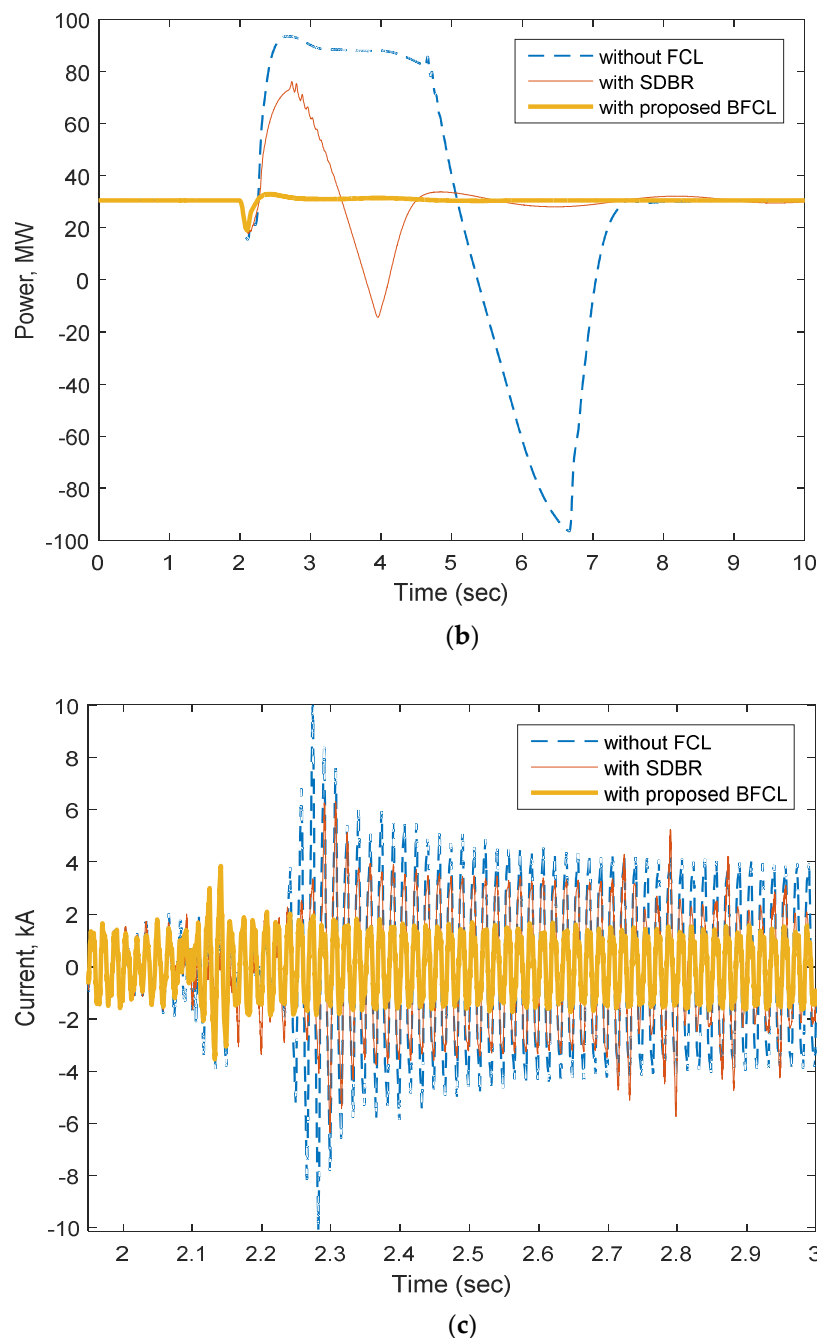 100
80
60
40
20
0
-20
-40
-60
-80
-100
Power, MW
without FCL
with SDBR
with proposed BFCL
0 1 2 3 4 5 6 7 8 9 10
Time (sec)
(b)
10
8
6
4
2
0
-2
-4
-6
-8
-10
Current, kA
without FCL
with SDBR
with proposed BFCL
2 2.1 2.2 2.3 2.4 2.5 2.6 2.7 2.8 2.9 3
Time (sec)
(c)